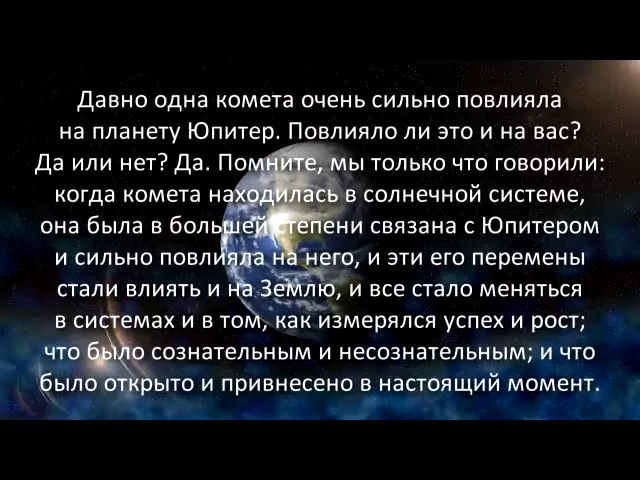 Давно одна комета очень сильно повлияла
на планету Юпитер. Повлияло ли это и на вас?
Да или нет? Да. Помните, мы только что говорили:
когда комета находилась в солнечной системе,
она была в большей степени связана с Юпитером
и сильно повлияла на него, и эти его перемены
стали влиять и на Землю, и все стало меняться
в системах и в том, как измерялся успех и рост;
что было сознательным и несознательным; и что
было открыто и привнесено в настоящий момент.